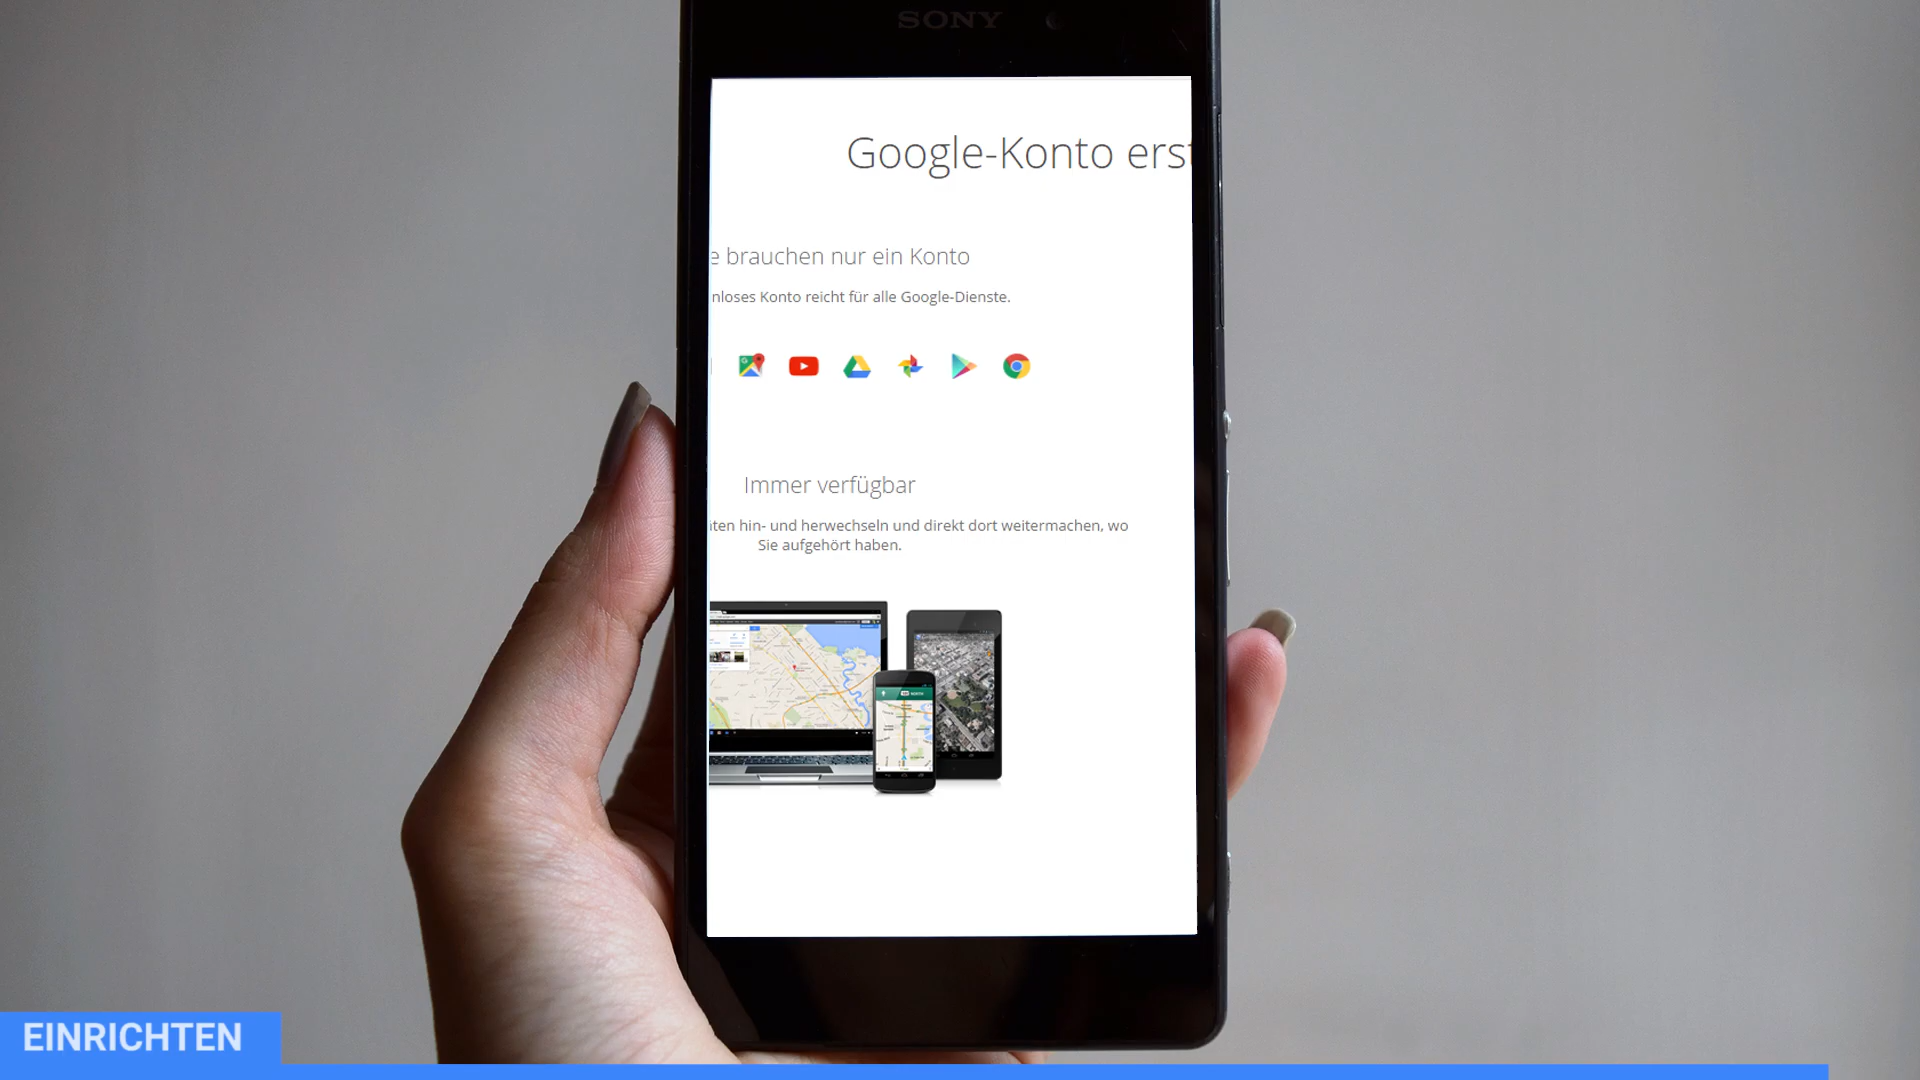 SONY
Google-Konto erst
e brauchen nur ein Konto
nloses Konto reicht für alle Google-Dienste.
Immer verfügbar
ten hin- und herwechseln und direkt dort weitermachen, wo
Sie aufgehört haben.
EINRICHTEN